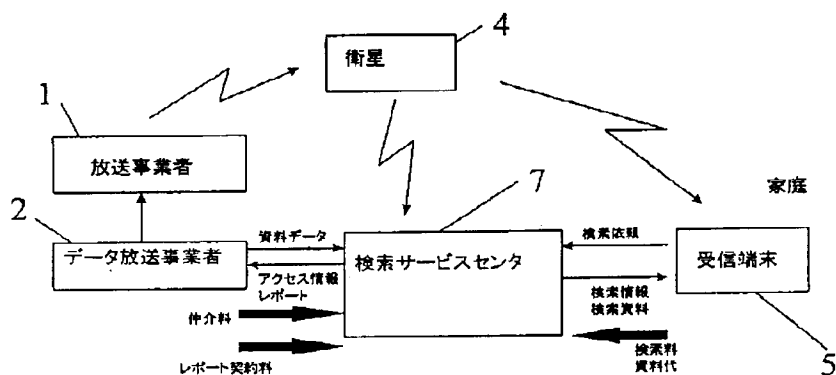 4
衛星
1
放送事業者
7
家庭
2
データ放送事業者
資料データ
検索サービスセンタ
検索依頼
受信端末
アクセス情報
レポート
検索情報
検索資料
仲介料
レポート契約料
検索料
資料代
5